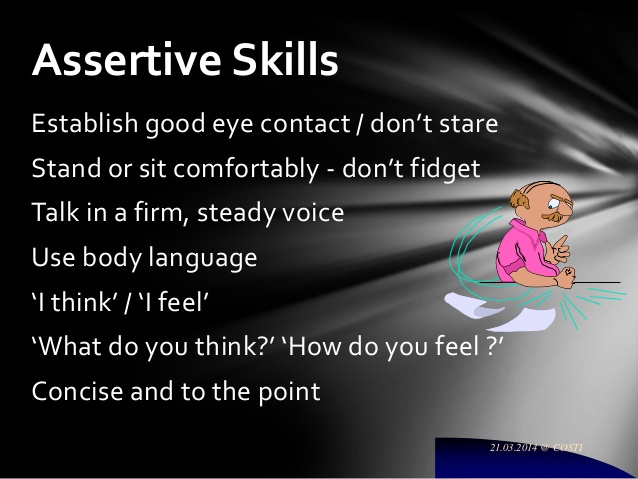 Assertive Skills
Establish good eye contact / don’t stare
Stand or sit comfortably - don’t fidget
Talk in a firm, steady voice
Use body language
‘I think’ / ‘I feel’
‘What do you think?’ ‘How do you feel ?’
Concise and to the point
21.03.2014 @ COSTI